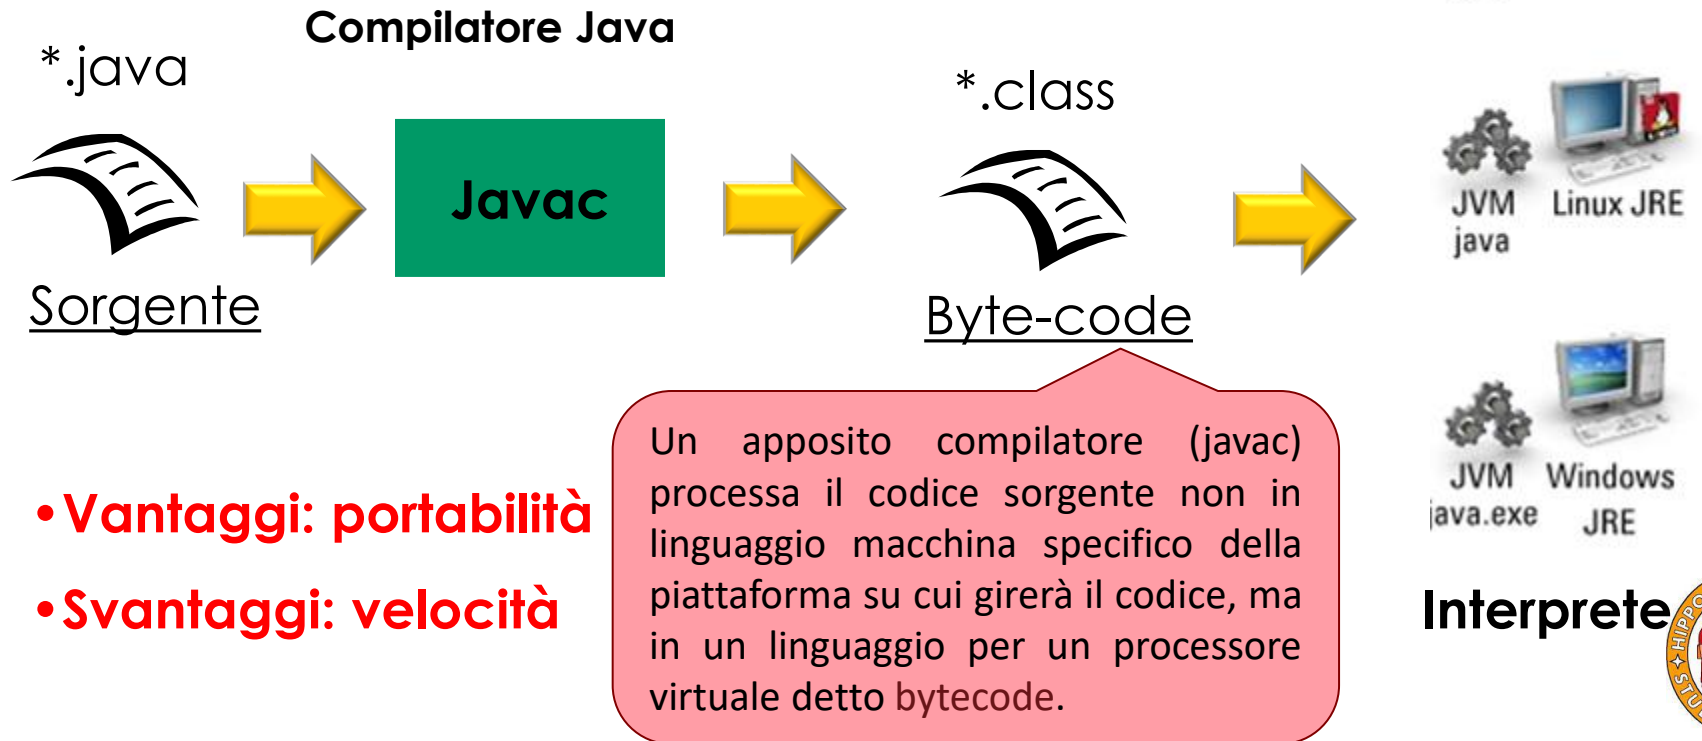 Compilatore Java
*.java
*.class
Javac
JVM
java
Linux JRE
Sorgente
Byte-code
Un apposito compilatore (javac)
processa il codice sorgente non in
linguaggio macchina specifico della
piattaforma su cui girerà il codice, ma
in un linguaggio per un processore
virtuale detto bytecode.
•Vantaggi: portabilità
•Svantaggi: velocità
JVM
java.exe
Windows
JRE
Interprete